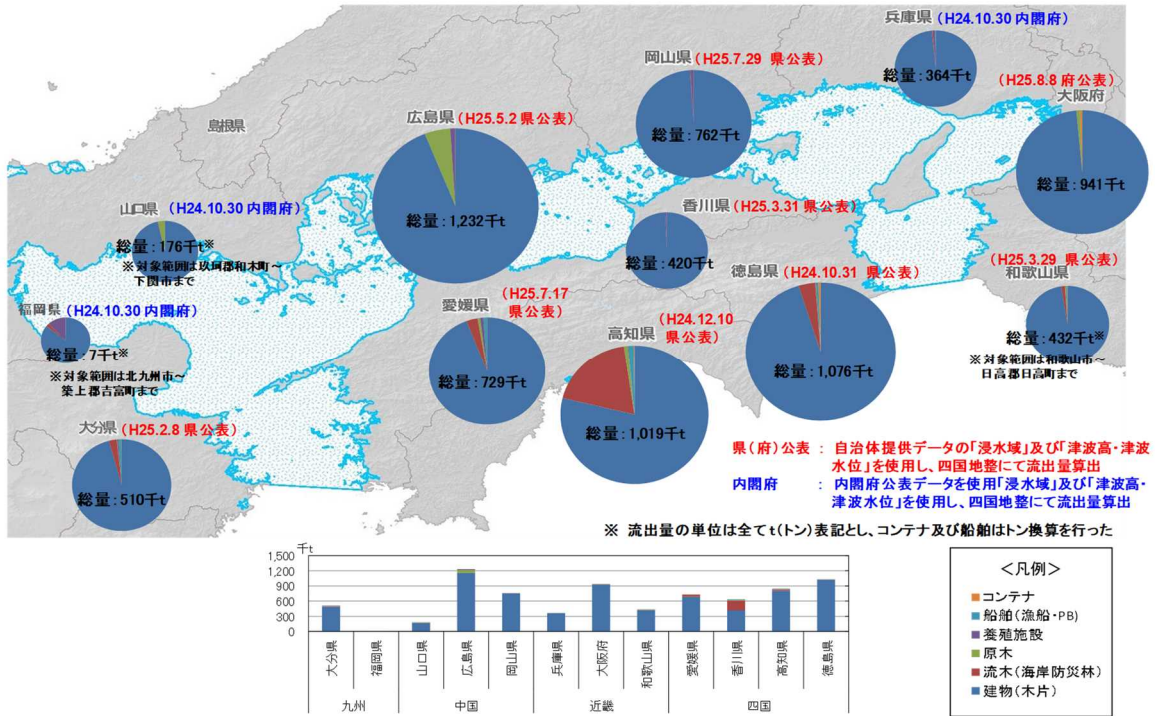 兵庫県
(H24.10.30 内閣府)
総量:364千t
岡山県
(H25.7.29 県公表)
総量:762千t
(H25.8.8 府公表)
大阪府
総量:941千t
島根県
広島県
(H25.5.2 県公表)
総量:1,232千t
山口県
(H24.10.30 内閣府)
総量:176千t※
※対象範囲は玖珂郡和木町～
下関市まで
香川県
(H25.3.31 県公表)
総量:420千t
徳島県
(H24.10.31 県公表)
総量:1,076千t
(H25.3.29 県公表)
和歌山県
総量:432千t※
※対象範囲は和歌山市～
日高郡日高町まで
福岡県
(H24.10.30 内閣府)
総量:7千t※
※対象範囲は北九州市～
築上郡吉富町まで
愛媛県
(H25.7.17
県公表)
総量:729千t
高知県
(H24.12.10
県公表)
総量:1,019千t
大分県
(H25.2.8 県公表)
総量:510千t
県(府)公表 : 自治体提供データの「浸水域」及び「津波高・津波
水位」を使用し、四国地整にて流出量算出
内閣府 : 内閣府公表データを使用「浸水域」及び「津波高・
津波水位」を使用し、四国地整にて流出量算出
※ 流出量の単位は全てt(トン)表記とし、コンテナ及び船舶はトン換算を行った
千t
1,500
1,200
900
600
300
0
大分県
福岡県
山口県
広島県
岡山県
兵庫県
大阪府
和歌山県
愛媛県
香川県
高知県
徳島県
九州
中国
近畿
四国
＜凡例＞
コンテナ
船舶(漁船・PB)
養殖施設
原木
流木(海岸防災林)
建物(木片)